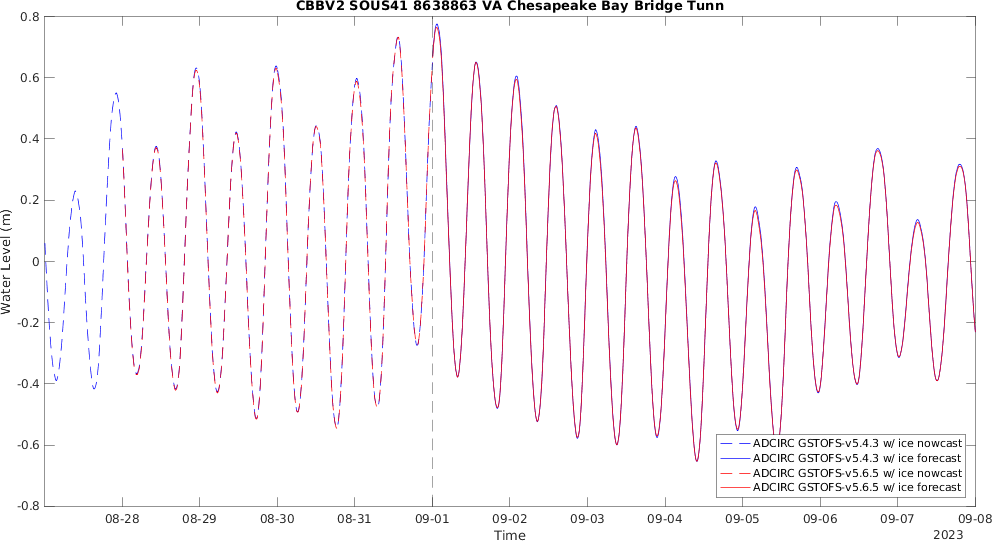 CBBV2 SOUS41 8638863 VA Chesapeake Bay Bridge Tunn
Water Level (m)
0.8
0.6
0.4
0.2
0
-0.2
-0.4
-0.6
-0.8
ADCIRC GSTOFS-v5.4.3 w/ ice nowcast
ADCIRC GSTOFS-v5.4.3 w/ ice forecast
ADCIRC GSTOFS-v5.6.5 w/ ice nowcast
ADCIRC GSTOFS-v5.6.5 w/ ice forecast
08-28 08-29 08-30 08-31 09-01 09-02 09-03 09-04 09-05 09-06 09-07 09-08
Time
2023